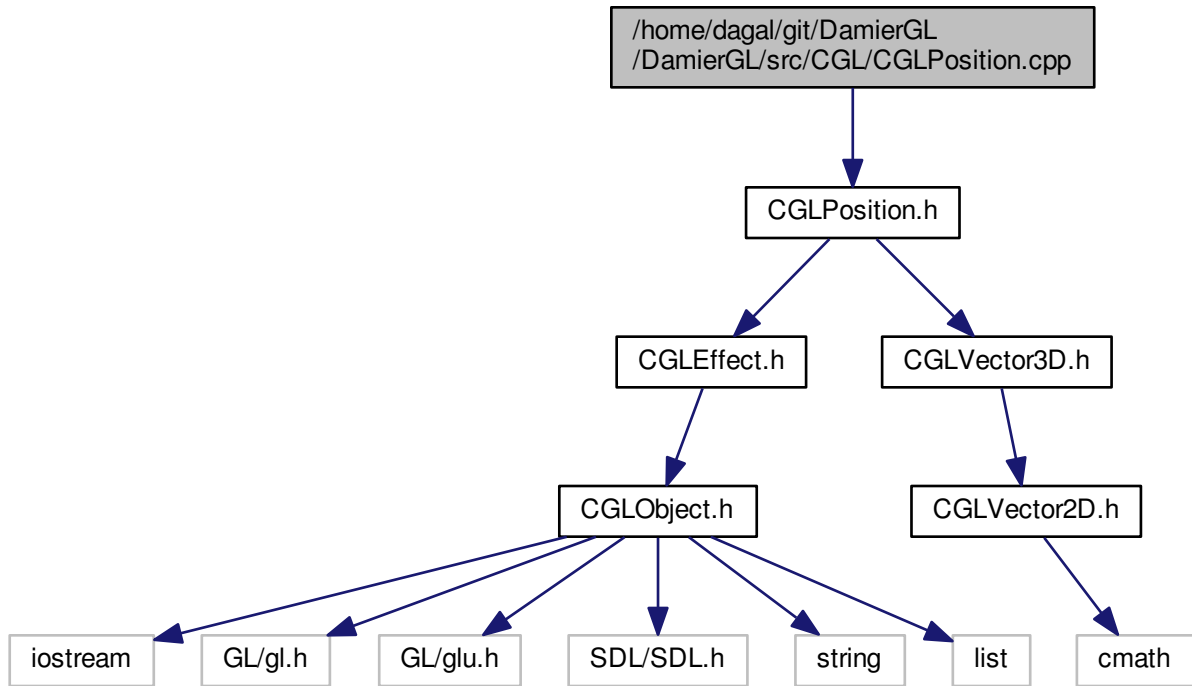 /home/dagal/git/DamierGL
/DamierGL/src/CGL/CGLPosition.cpp
CGLPosition.h
CGLEffect.h
CGLVector3D.h
CGLObject.h
CGLVector2D.h
iostream
GL/gl.h
GL/glu.h
SDL/SDL.h
string
list
cmath